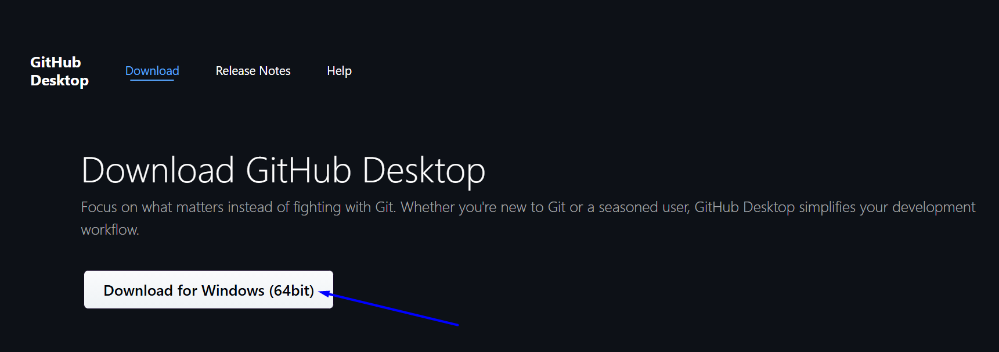 GitHub
Desktop
Download
Release Notes
Help
Download GitHub Desktop
Focus on what matters instead of fighting with Git. Whether you're new to Git or a seasoned user, GitHub Desktop simplifies your development
workflow.
Download for Windows (64bit)